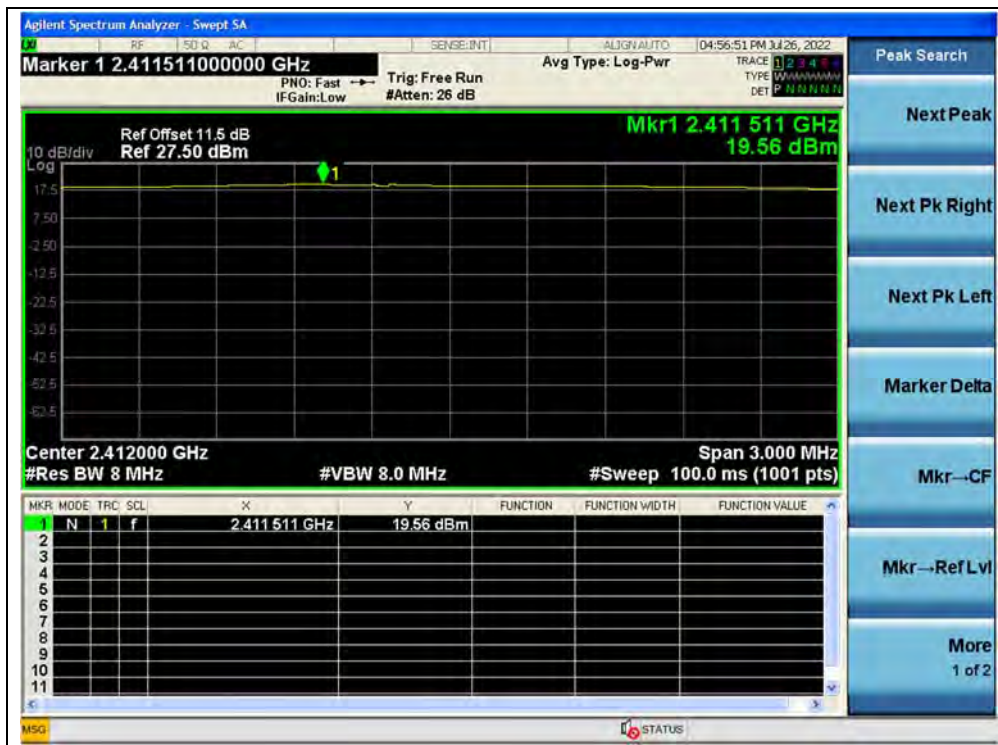 Agilent Spectrum Analyzer - Swept SA
RF 50 Ω AC SENSE:INT ALIGN AUTO 04:56:51 PM Jul 26, 2022
Marker 1 2.411511000000 GHz
PNO: Fast
IFGain:Low
Trig: Free Run
#Atten: 26 dB
Avg Type: Log-Pwr
TRACE 1 2 3 4 5 6
TYPE
DET P N N N N N
Mkr1 2.411 511 GHz
19.56 dBm
Ref Offset 11.5 dB
10 dB/div Ref 27.50 dBm
Log
1
17.5
7.50
-2.50
-12.5
-22.5
-32.5
-42.5
-52.5
-62.5
Center 2.412000 GHz Span 3.000 MHz
#Res BW 8 MHz #VBW 8.0 MHz #Sweep 100.0 ms (1001 pts)
MKR MODE TRC SCL X Y FUNCTION FUNCTION WIDTH FUNCTION VALUE
1 N 1 f 2.411 511 GHz 19.56 dBm
2
3
4
5
6
7
8
9
10
11
MSG STATUS
Peak Search
Next Peak
Next Pk Right
Next Pk Left
Marker Delta
Mkr→CF
Mkr→Ref Lvl
More
1 of 2